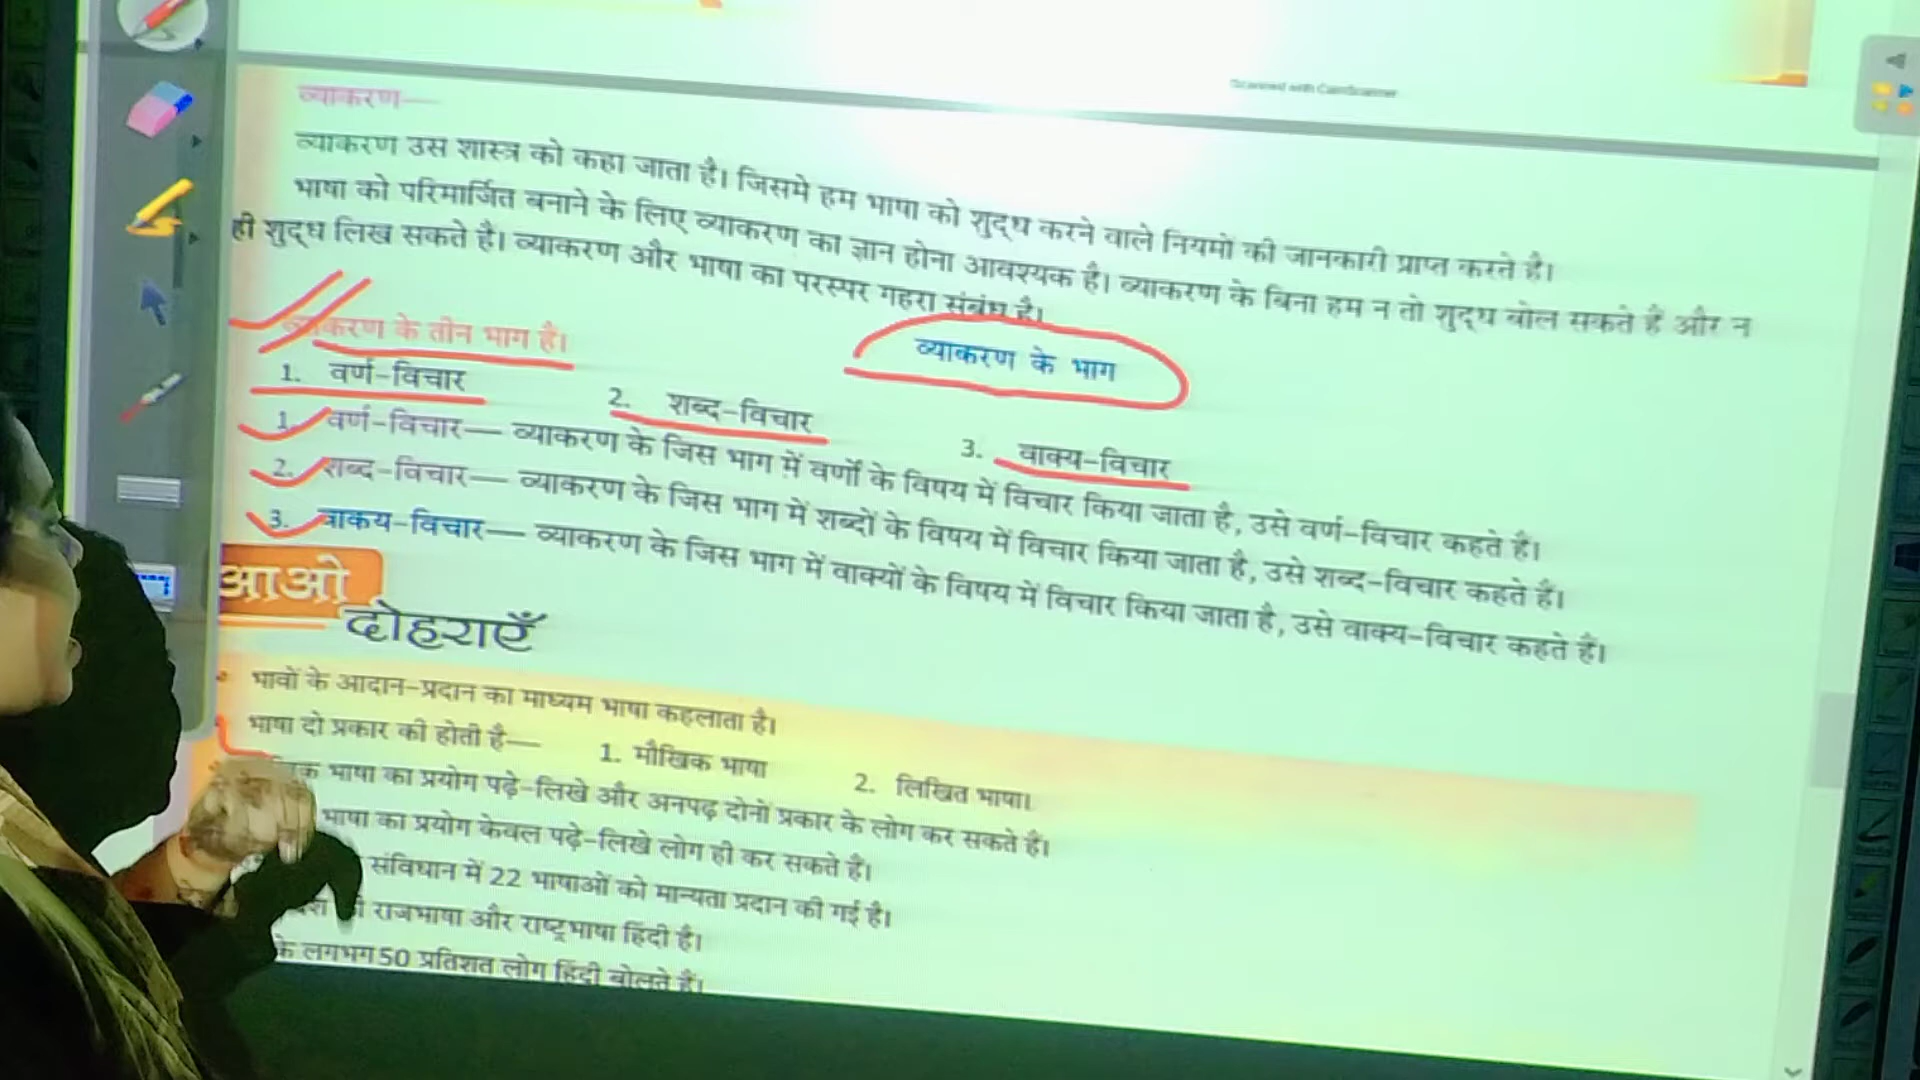 Scanned with CamScanner
व्याकरण—
व्याकरण उस शास्त्र को कहा जाता है। जिसमे हम भाषा को शुद्ध करने वाले नियमों की जानकारी प्राप्त करते है।
भाषा को परिमार्जित बनाने के लिए व्याकरण का ज्ञान होना आवश्यक है। व्याकरण के बिना हम न तो शुद्ध बोल सकते हैं और न
ही शुद्ध लिख सकते है। व्याकरण और भाषा का परस्पर गहरा संबंध है।
व्याकरण के भाग
व्याकरण के तीन भाग है।
1. वर्ण-विचार 2. शब्द-विचार 3. वाक्य-विचार
1. वर्ण-विचार— व्याकरण के जिस भाग में वर्णों के विषय में विचार किया जाता है, उसे वर्ण-विचार कहते है।
2. शब्द-विचार— व्याकरण के जिस भाग में शब्दों के विषय में विचार किया जाता है, उसे शब्द-विचार कहते हैं।
3. वाकय-विचार— व्याकरण के जिस भाग में वाक्यों के विषय में विचार किया जाता है, उसे वाक्य-विचार कहते हैं।
आओ
दोहराएँ
भावों के आदान-प्रदान का माध्यम भाषा कहलाता है।
भाषा दो प्रकार की होती है— 1. मौखिक भाषा 2. लिखित भाषा।
भाषा का प्रयोग पढ़े-लिखे और अनपढ़ दोनों प्रकार के लोग कर सकते हैं।
भाषा का प्रयोग केवल पढ़े-लिखे लोग ही कर सकते हैं।
संविधान में 22 भाषाओं को मान्यता प्रदान की गई है।
राजभाषा और राष्ट्रभाषा हिंदी है।
के लगभग 50 प्रतिशत लोग हिंदी बोलते हैं।